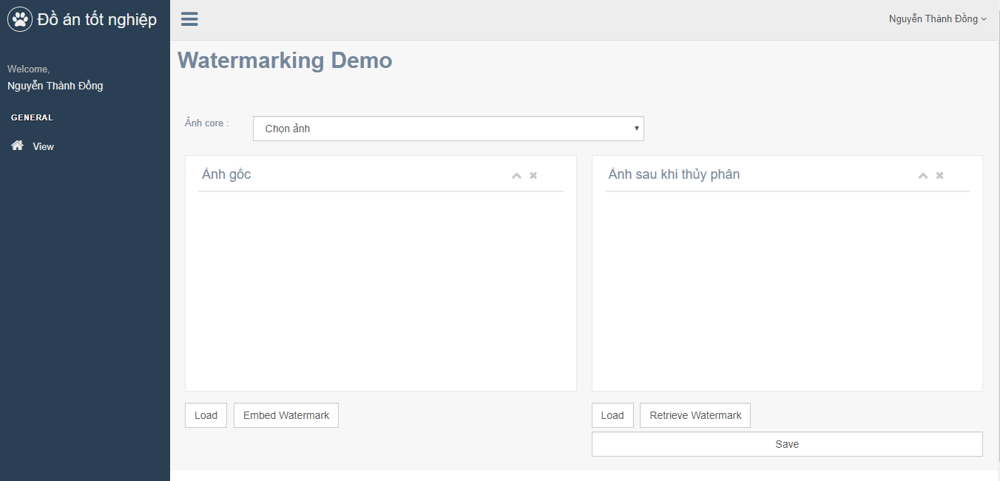 Đồ án tốt nghiệp
Nguyễn Thành Đồng
Welcome,
Nguyễn Thành Đồng
GENERAL
View
Watermarking Demo
Ảnh core :
Chọn ảnh
Ảnh gốc
Ảnh sau khi thủy phân
Load
Embed Watermark
Load
Retrieve Watermark
Save